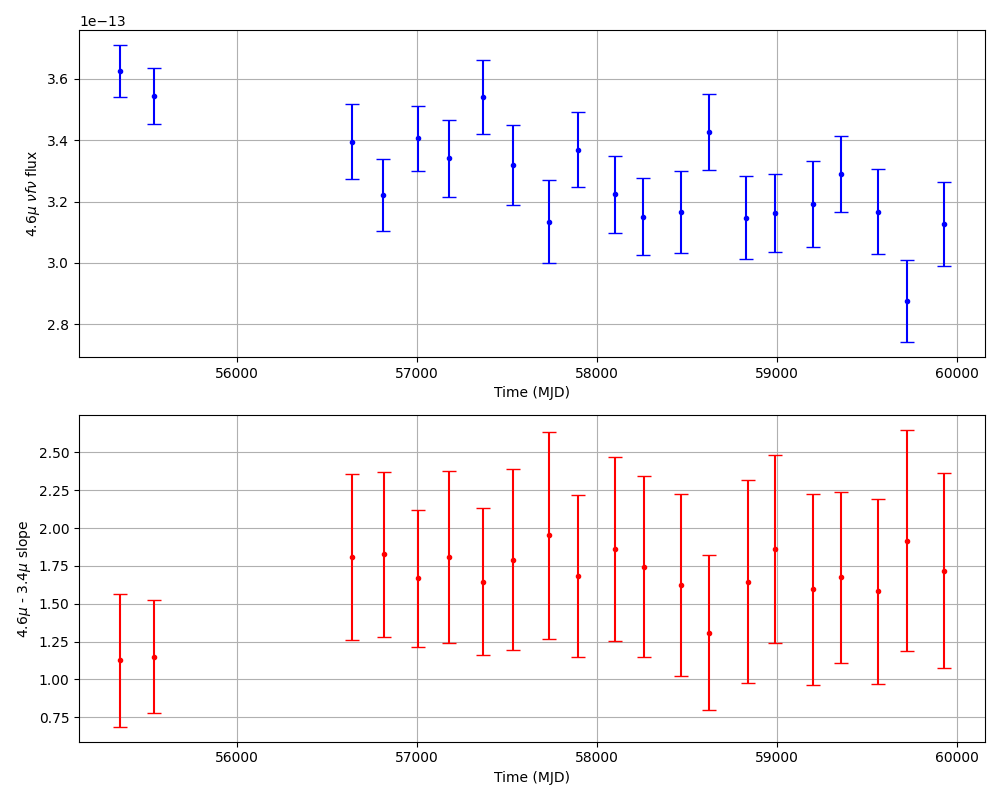 1e−13
3.6
3.4
3.2
3.0
2.8
4.6μ νfν flux
56000 57000 58000 59000 60000
Time (MJD)
2.50
2.25
2.00
1.75
1.50
1.25
1.00
0.75
4.6μ - 3.4μ slope
56000 57000 58000 59000 60000
Time (MJD)